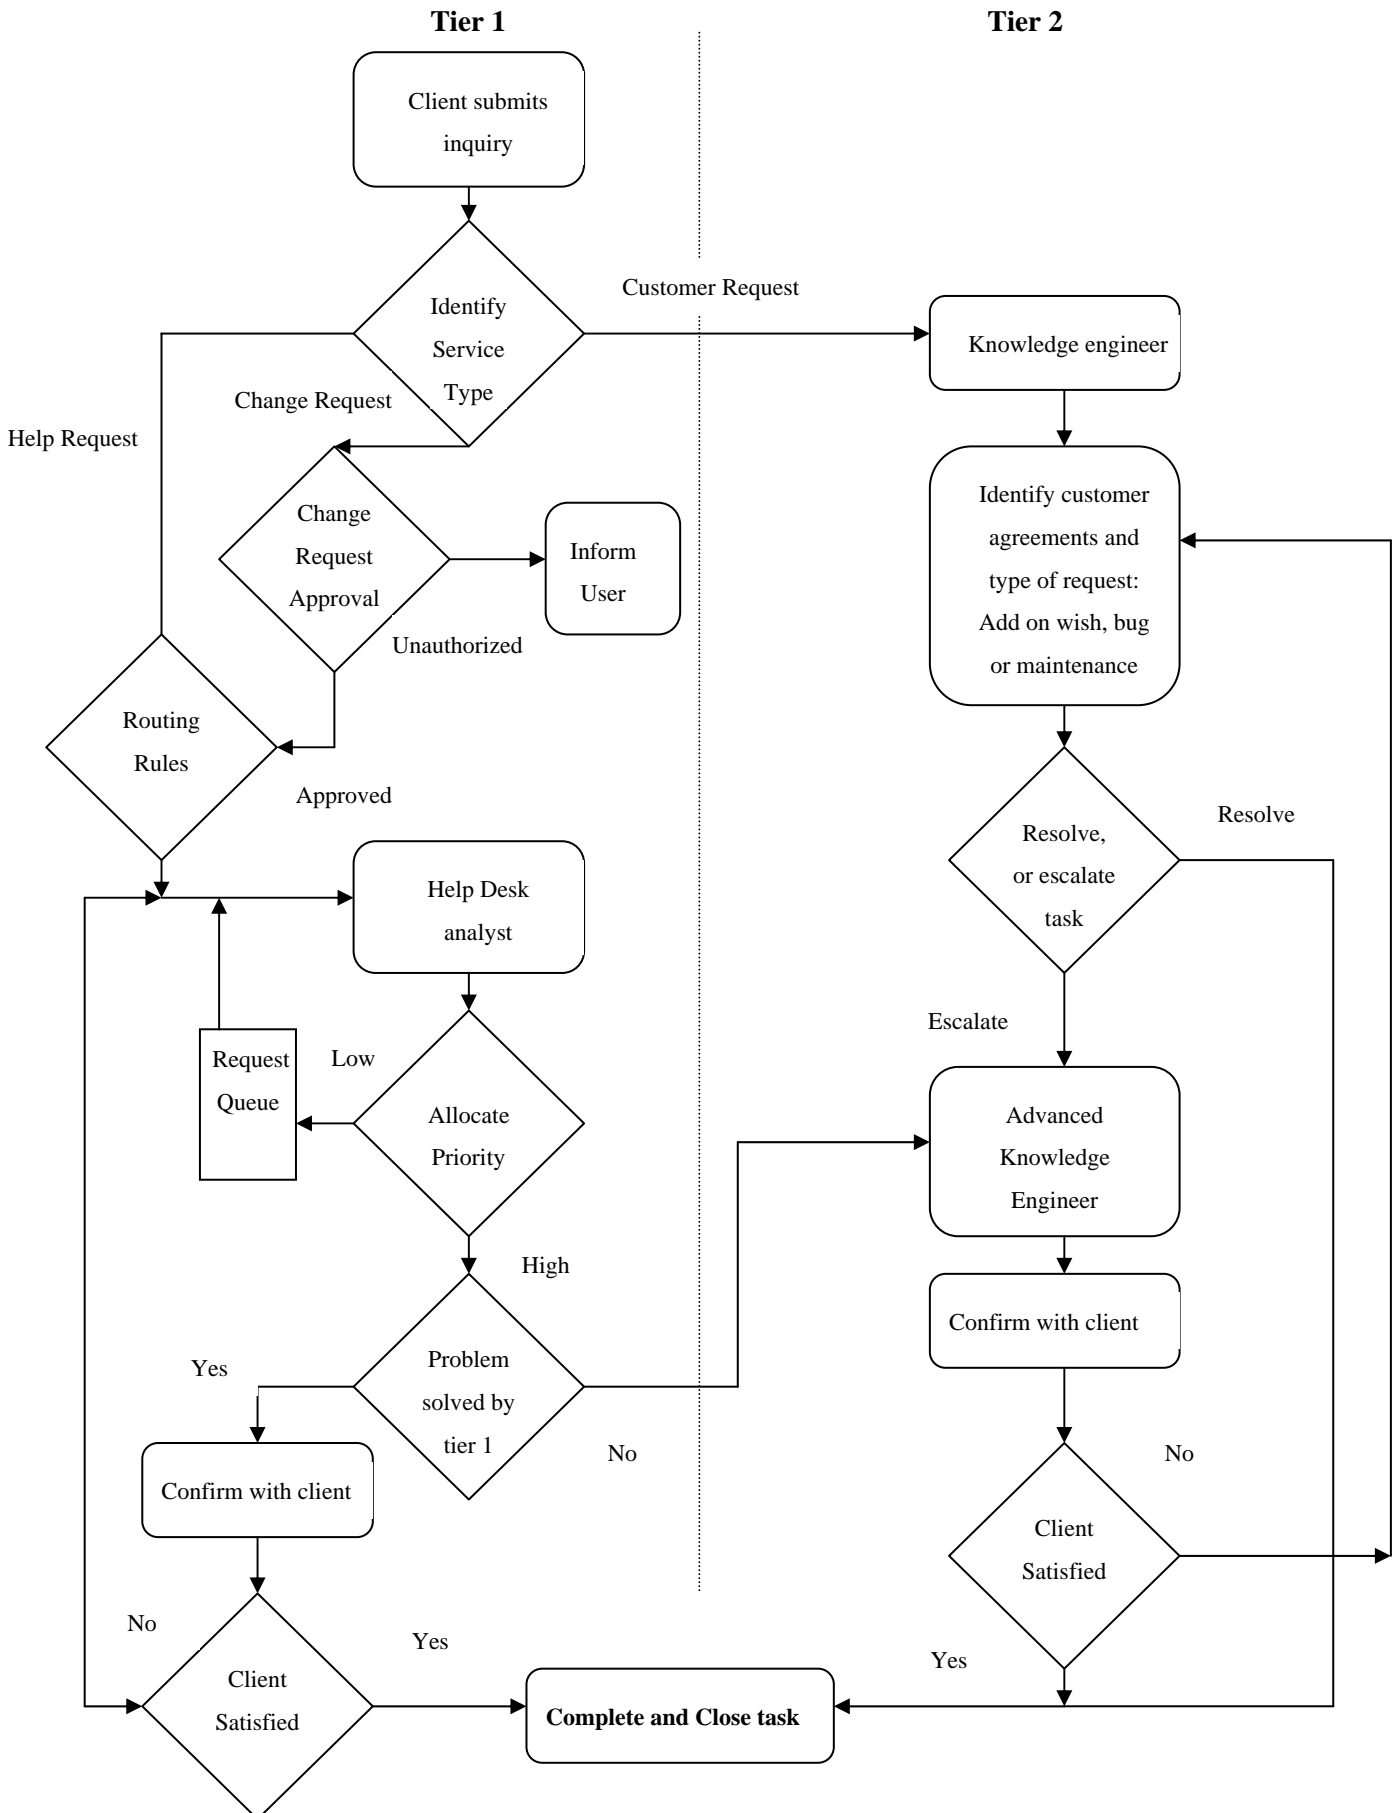 Tier 1
Tier 2
Client submits
inquiry
Customer Request
Identify
Service
Type
Knowledge engineer
Change Request
Help Request
Change
Request
Approval
Inform
User
Unauthorized
Identify customer
agreements and
type of request:
Add on wish, bug
or maintenance
Routing
Rules
Approved
Resolve
Resolve,
or escalate
task
Help Desk
analyst
Escalate
Request
Queue
Low
Allocate
Priority
Advanced
Knowledge
Engineer
High
Confirm with client
Yes
Problem
solved by
tier 1
No
No
Confirm with client
Client
Satisfied
No
Yes
Yes
Client
Satisfied
Complete and Close task